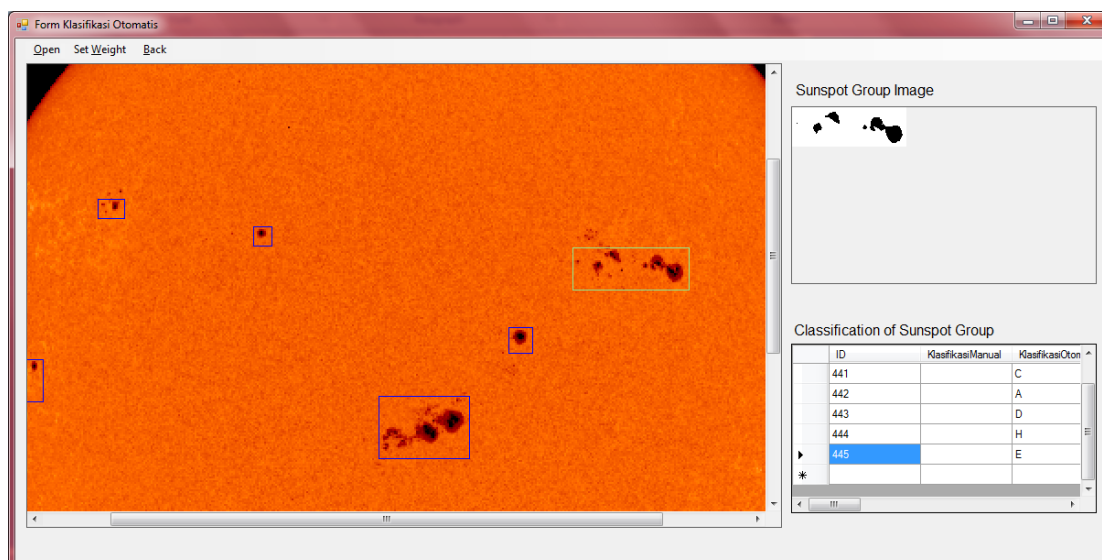 Form Klasifikasi Otomatis
Open Set Weight Back
Sunspot Group Image
Classification of Sunspot Group
ID KlasifikasiManual KlasifikasiOtom
441 C
442 A
443 D
444 H
445 E